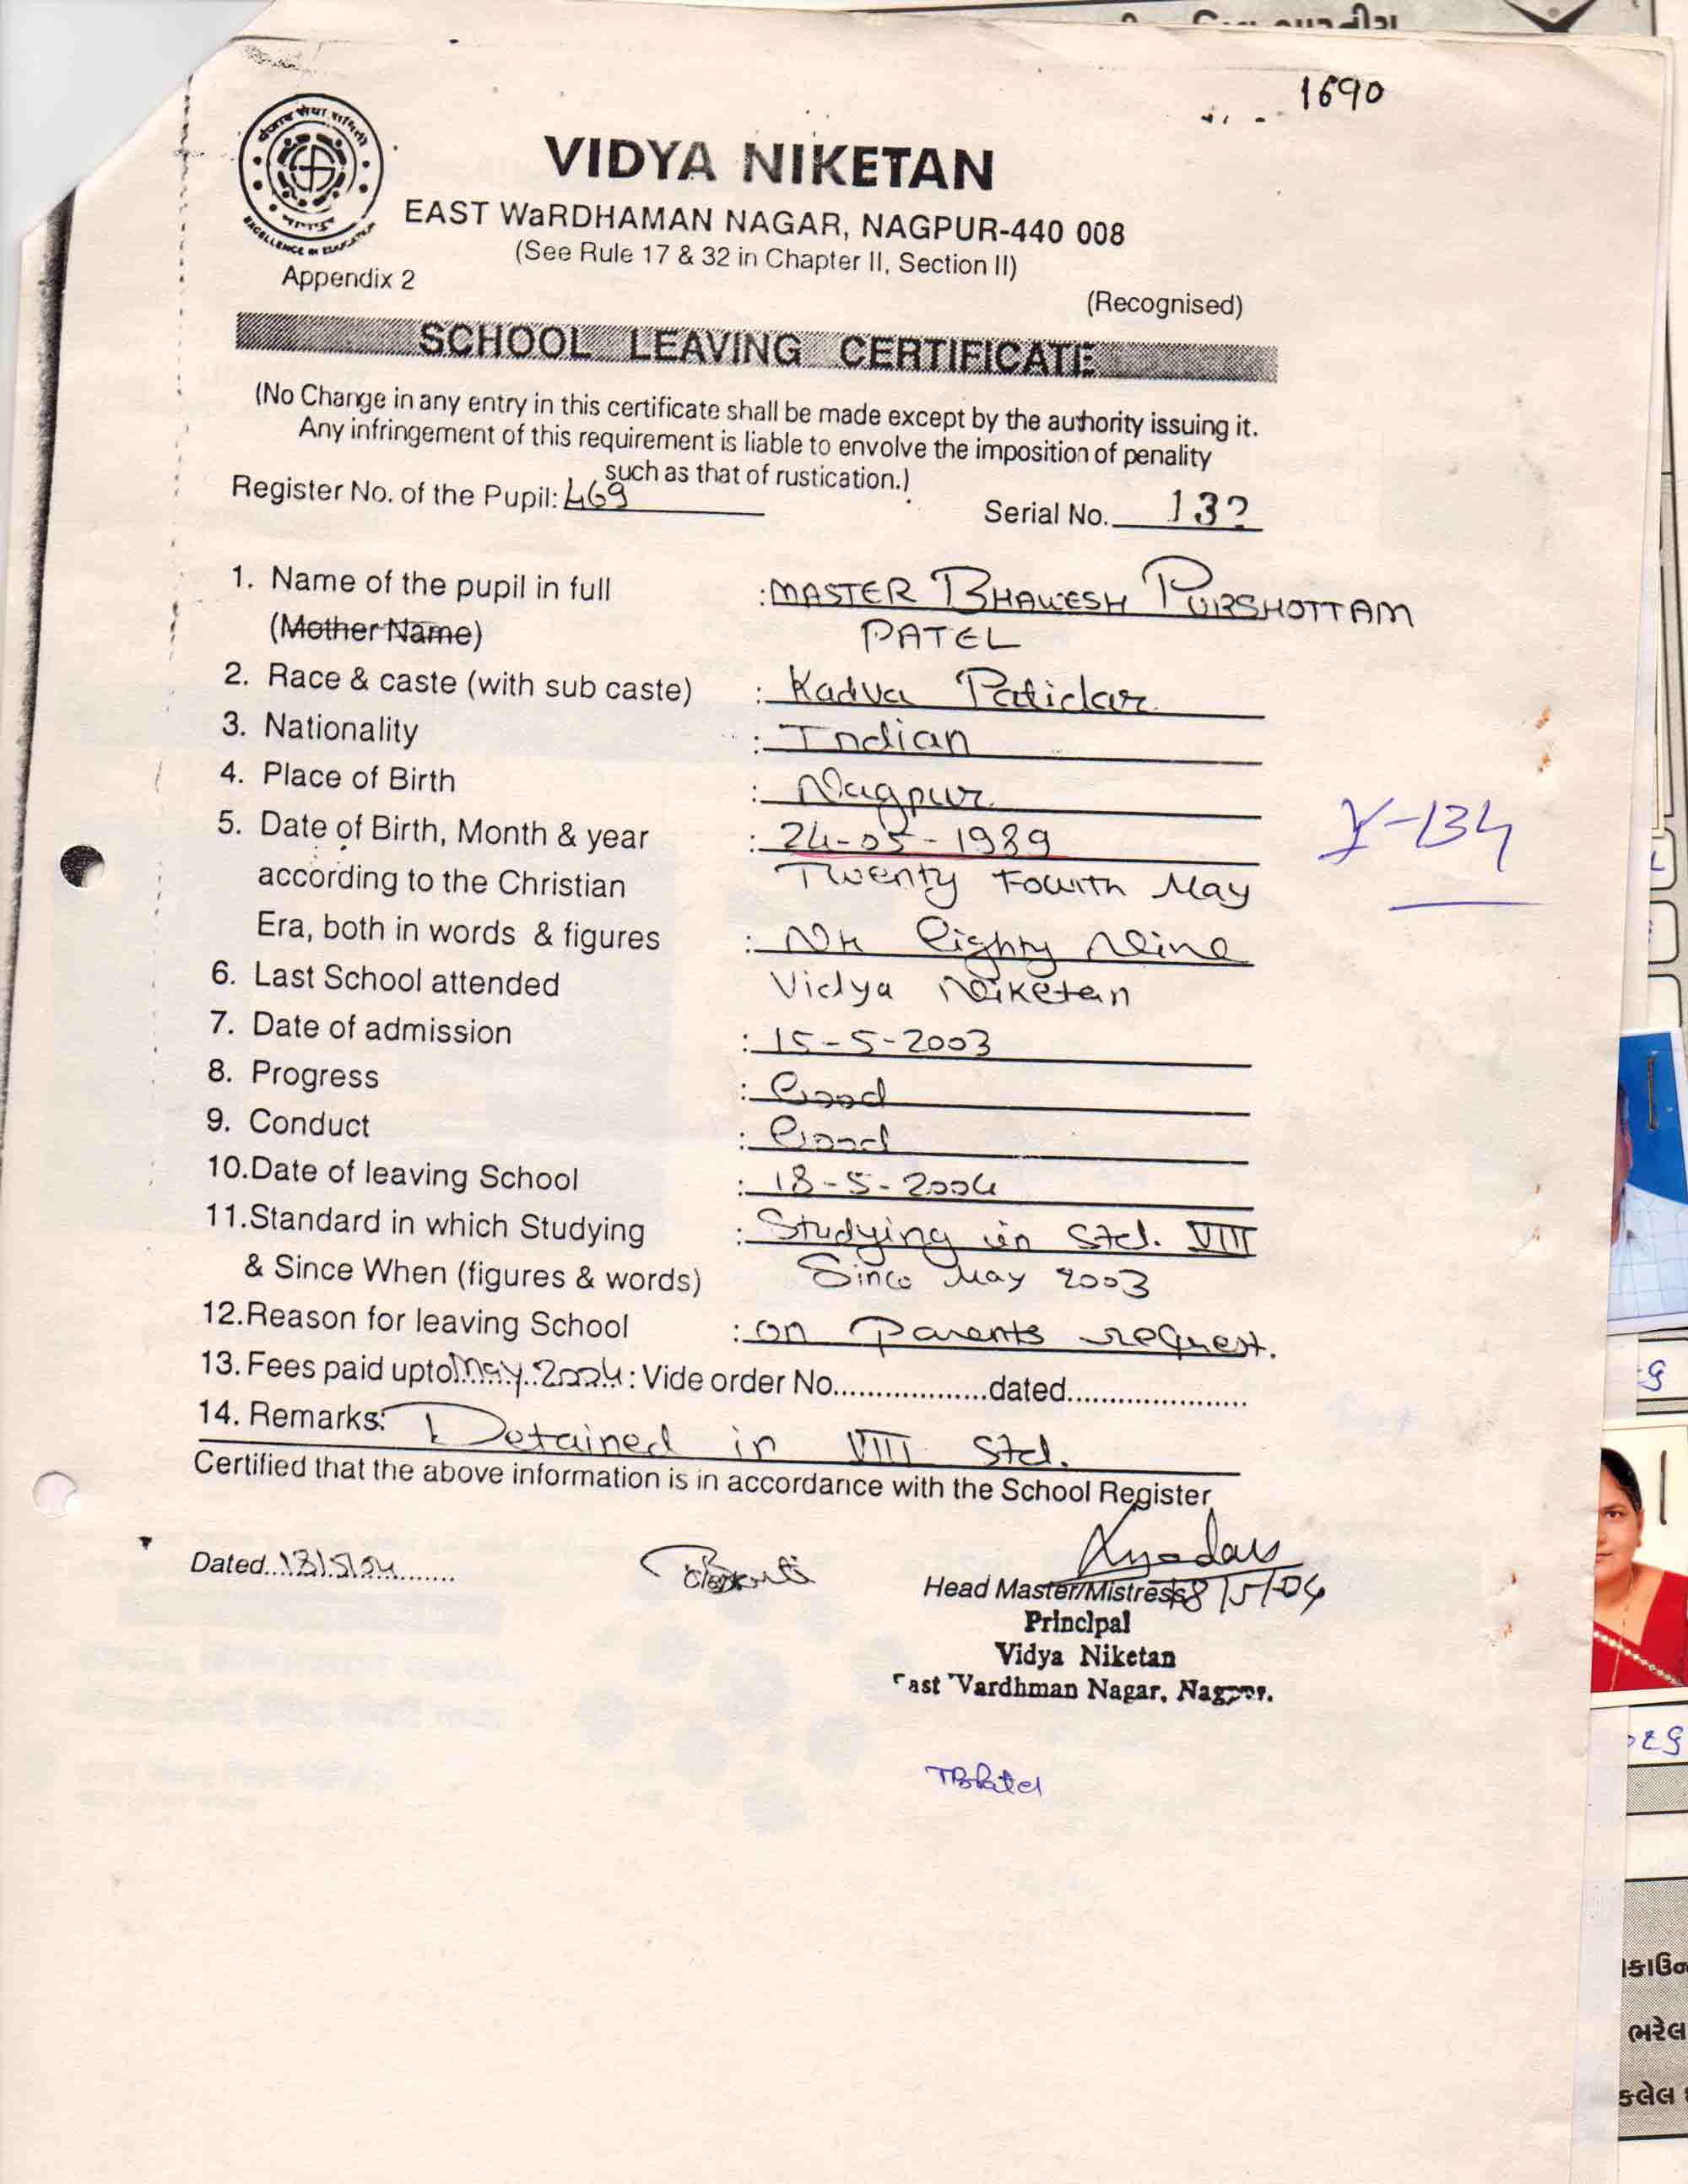 1690
पंजाब सेवा समिती
नागपुर
EXCELLENCE IN EDUCATION
VIDYA NIKETAN
EAST WaRDHAMAN NAGAR, NAGPUR-440 008
(See Rule 17 & 32 in Chapter II, Section II)
Appendix 2
(Recognised)
SCHOOL LEAVING CERTIFICATE
(No Change in any entry in this certificate shall be made except by the authority issuing it.
Any infringement of this requirement is liable to envolve the imposition of penality
such as that of rustication.)
Register No. of the Pupil: 469
Serial No. 132
1. Name of the pupil in full :MASTER BHAWESH PURSHOTTAM
(Mother Name) PATEL
2. Race & caste (with sub caste) : Kadva Patidar
3. Nationality : Indian
4. Place of Birth : Nagpur
5. Date of Birth, Month & year : 24-05-1989
according to the Christian Twenty Fourth May
Era, both in words & figures : Nn Eighty Nine
6. Last School attended Vidya Niketan
7. Date of admission : 15-5-2003
8. Progress : Good
9. Conduct : Good
10.Date of leaving School : 18-5-2004
11.Standard in which Studying : Studying in Std. VIII
& Since When (figures & words) Since May 2003
12.Reason for leaving School : on Parents request.
13. Fees paid upto May 2004 : Vide order No...................dated......................
14. Remarks: Detained in VIII Std.
Certified that the above information is in accordance with the School Register
Dated...18/5/04.......
Clerk
Head Master/Mistress 18/5/04
Principal
Vidya Niketan
East Vardhman Nagar, Nagpur.
TBPatel